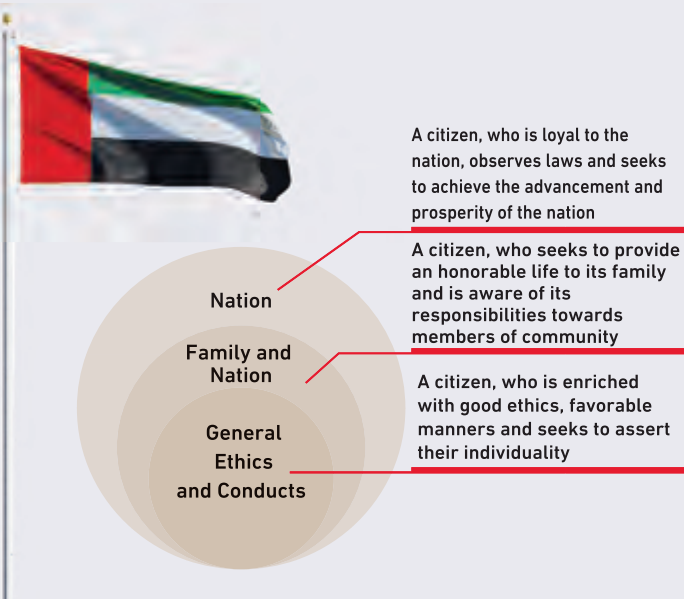 A citizen, who is loyal to the
nation, observes laws and seeks
to achieve the advancement and
prosperity of the nation
A citizen, who seeks to provide
an honorable life to its family
and is aware of its
responsibilities towards
members of community
A citizen, who is enriched
with good ethics, favorable
manners and seeks to assert
their individuality
Nation
Family and
Nation
General
Ethics
and Conducts